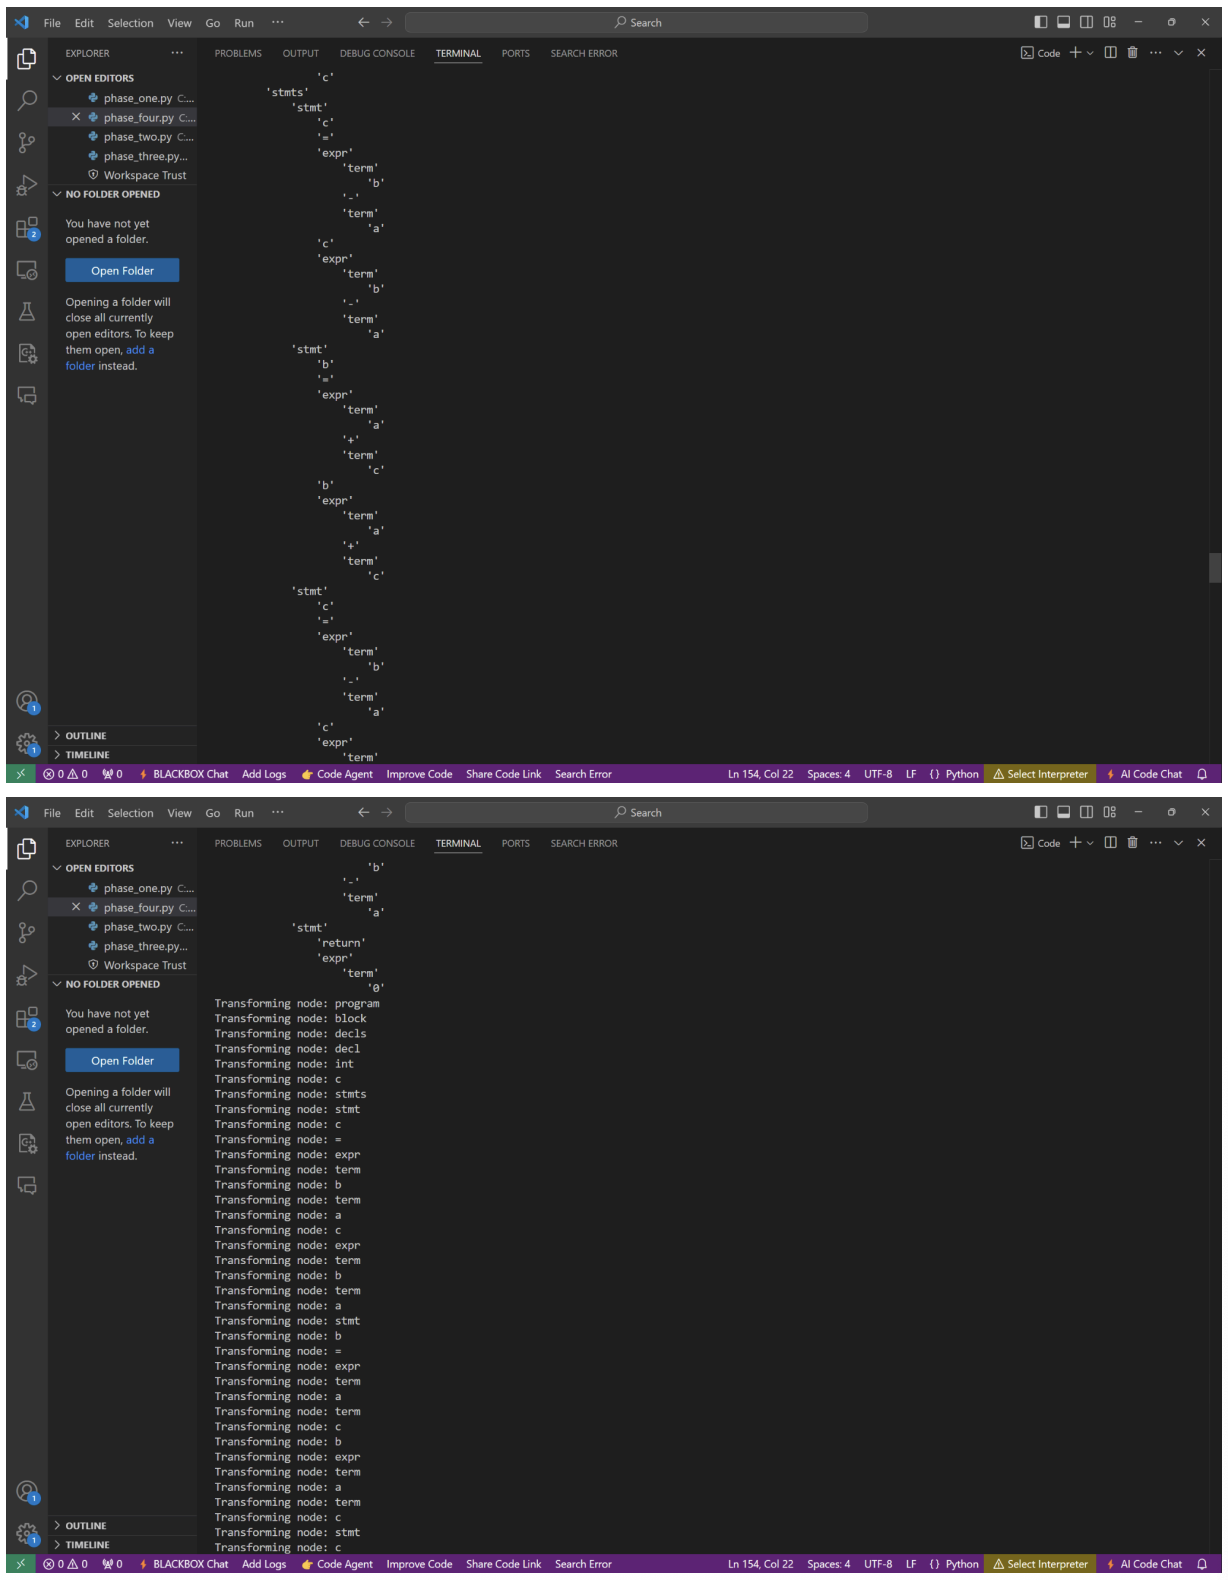 File Edit Selection View Go Run ··· Search
EXPLORER ··· PROBLEMS OUTPUT DEBUG CONSOLE TERMINAL PORTS SEARCH ERROR Code
OPEN EDITORS
phase_one.py C:...
phase_four.py C:...
phase_two.py C:...
phase_three.py...
Workspace Trust
NO FOLDER OPENED
You have not yet
opened a folder.
Open Folder
Opening a folder will
close all currently
open editors. To keep
them open, add a
folder instead.
OUTLINE
TIMELINE
'c'
'stmts'
'stmt'
'c'
'='
'expr'
'term'
'b'
'-'
'term'
'a'
'c'
'expr'
'term'
'b'
'-'
'term'
'a'
'stmt'
'b'
'='
'expr'
'term'
'a'
'+'
'term'
'c'
'b'
'expr'
'term'
'a'
'+'
'term'
'c'
'stmt'
'c'
'='
'expr'
'term'
'b'
'-'
'term'
'a'
'c'
'expr'
'term'
0 0 0 BLACKBOX Chat Add Logs Code Agent Improve Code Share Code Link Search Error Ln 154, Col 22 Spaces: 4 UTF-8 LF {} Python Select Interpreter AI Code Chat
File Edit Selection View Go Run ··· Search
EXPLORER ··· PROBLEMS OUTPUT DEBUG CONSOLE TERMINAL PORTS SEARCH ERROR Code
OPEN EDITORS
phase_one.py C:...
phase_four.py C:...
phase_two.py C:...
phase_three.py...
Workspace Trust
NO FOLDER OPENED
You have not yet
opened a folder.
Open Folder
Opening a folder will
close all currently
open editors. To keep
them open, add a
folder instead.
OUTLINE
TIMELINE
'b'
'-'
'term'
'a'
'stmt'
'return'
'expr'
'term'
'0'
Transforming node: program
Transforming node: block
Transforming node: decls
Transforming node: decl
Transforming node: int
Transforming node: c
Transforming node: stmts
Transforming node: stmt
Transforming node: c
Transforming node: =
Transforming node: expr
Transforming node: term
Transforming node: b
Transforming node: term
Transforming node: a
Transforming node: c
Transforming node: expr
Transforming node: term
Transforming node: b
Transforming node: term
Transforming node: a
Transforming node: stmt
Transforming node: b
Transforming node: =
Transforming node: expr
Transforming node: term
Transforming node: a
Transforming node: term
Transforming node: c
Transforming node: b
Transforming node: expr
Transforming node: term
Transforming node: a
Transforming node: term
Transforming node: c
Transforming node: stmt
Transforming node: c
0 0 0 BLACKBOX Chat Add Logs Code Agent Improve Code Share Code Link Search Error Ln 154, Col 22 Spaces: 4 UTF-8 LF {} Python Select Interpreter AI Code Chat